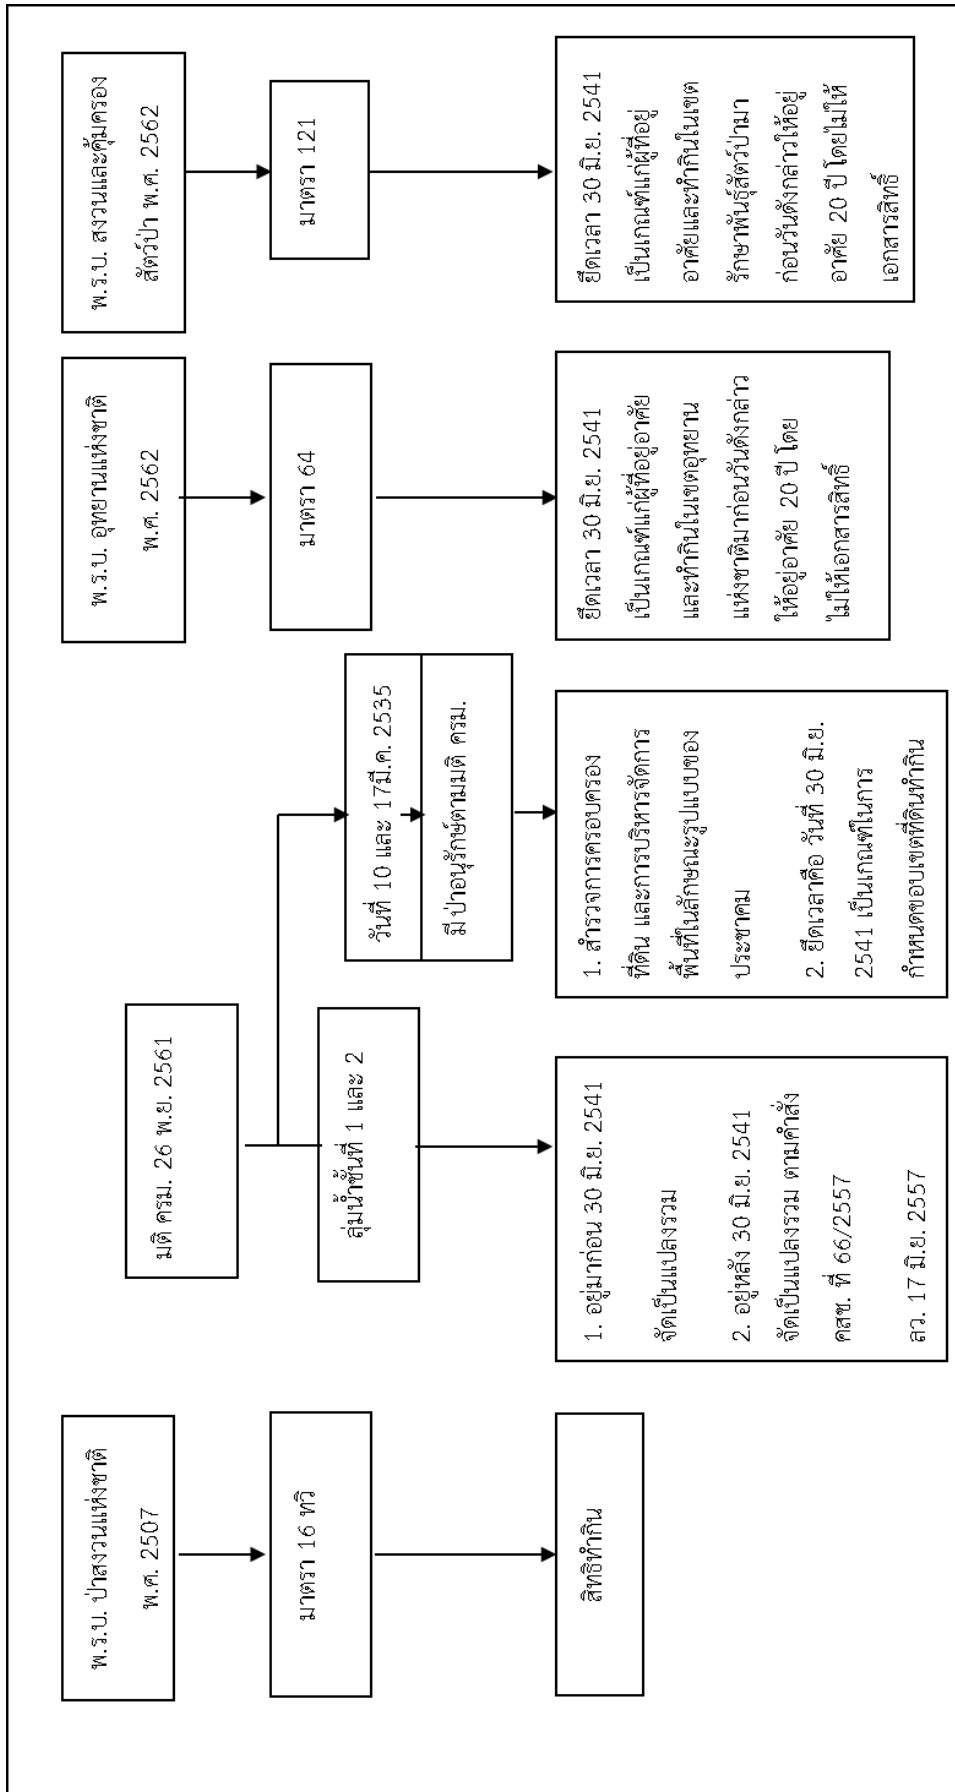 พ.ร.บ. ป่าสงวนแห่งชาติ
พ.ศ. 2507
มาตรา 16 ทวิ
สิทธิทำกิน
มติ ครม. 26 พ.ย. 2561
ลุ่มน้ำชั้นที่ 1 และ 2
1. อยู่มาก่อน 30 มิ.ย. 2541
จัดเป็นแปลงรวม
2. อยู่หลัง 30 มิ.ย. 2541
จัดเป็นแปลงรวม ตามคำสั่ง
คสช. ที่ 66/2557
ลว. 17 มิ.ย. 2557
วันที่ 10 และ 17มี.ค. 2535
มีป่าอนุรักษ์ตามมติ ครม.
1. สำรวจการครอบครอง
ที่ดิน และการบริหารจัดการ
พื้นที่ในลักษณะรูปแบบของ
ประชาคม
2. ยึดเวลาคือ วันที่ 30 มิ.ย.
2541 เป็นเกณฑ์ในการ
กำหนดขอบเขตที่ดินทำกิน
พ.ร.บ. อุทยานแห่งชาติ
พ.ศ. 2562
มาตรา 64
ยึดเวลา 30 มิ.ย. 2541
เป็นเกณฑ์แก่ผู้ที่อยู่อาศัย
และทำกินในเขตอุทยาน
แห่งชาติมาก่อนวันดังกล่าว
ให้อยู่อาศัย 20 ปี โดย
ไม่ให้เอกสารสิทธิ์
พ.ร.บ. สงวนและคุ้มครอง
สัตว์ป่า พ.ศ. 2562
มาตรา 121
ยึดเวลา 30 มิ.ย. 2541
เป็นเกณฑ์แก่ผู้ที่อยู่
อาศัยและทำกินในเขต
รักษาพันธุ์สัตว์ป่ามา
ก่อนวันดังกล่าวให้อยู่
อาศัย 20 ปี โดยไม่ให้
เอกสารสิทธิ์